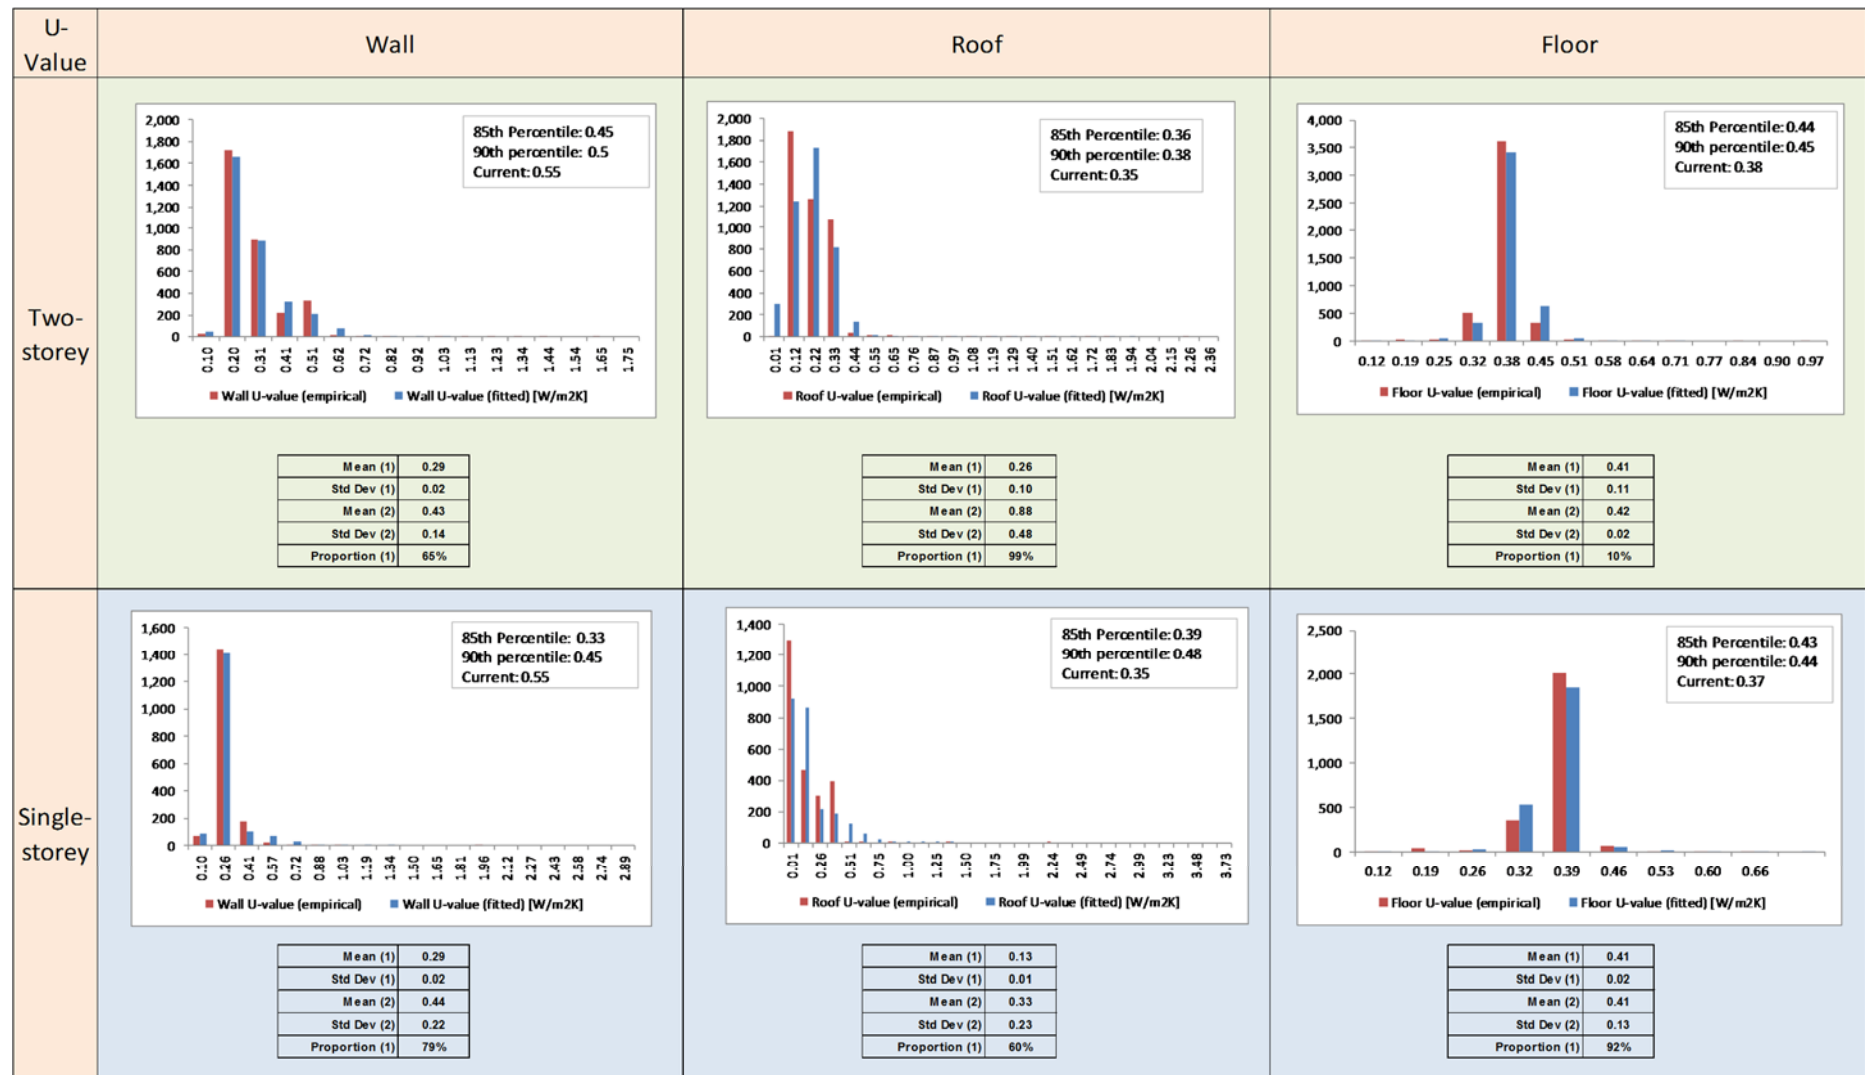 U-
Value
Wall
Roof
Floor
Two-
storey
2,000
1,800
1,600
1,400
1,200
1,000
800
600
400
200
0
85th Percentile: 0.45
90th percentile: 0.5
Current: 0.55
0.10 0.20 0.31 0.41 0.51 0.62 0.72 0.82 0.92 1.03 1.13 1.23 1.34 1.44 1.54 1.65 1.75
Wall U-value (empirical) Wall U-value (fitted) [W/m2K]
Mean (1) 0.29
Std Dev (1) 0.02
Mean (2) 0.43
Std Dev (2) 0.14
Proportion (1) 65%
2,000
1,800
1,600
1,400
1,200
1,000
800
600
400
200
0
85th Percentile: 0.36
90th percentile: 0.38
Current: 0.35
0.01 0.12 0.22 0.33 0.44 0.55 0.65 0.76 0.87 0.97 1.08 1.19 1.29 1.40 1.51 1.62 1.72 1.83 1.94 2.04 2.15 2.26 2.36
Roof U-value (empirical) Roof U-value (fitted) [W/m2K]
Mean (1) 0.26
Std Dev (1) 0.10
Mean (2) 0.88
Std Dev (2) 0.48
Proportion (1) 99%
4,000
3,500
3,000
2,500
2,000
1,500
1,000
500
0
85th Percentile: 0.44
90th percentile: 0.45
Current: 0.38
0.12 0.19 0.25 0.32 0.38 0.45 0.51 0.58 0.64 0.71 0.77 0.84 0.90 0.97
Floor U-value (empirical) Floor U-value (fitted) [W/m2K]
Mean (1) 0.41
Std Dev (1) 0.11
Mean (2) 0.42
Std Dev (2) 0.02
Proportion (1) 10%
Single-
storey
1,600
1,400
1,200
1,000
800
600
400
200
0
85th Percentile: 0.33
90th percentile: 0.45
Current: 0.55
0.10 0.26 0.41 0.57 0.72 0.88 1.03 1.19 1.34 1.50 1.65 1.81 1.96 2.12 2.27 2.43 2.58 2.74 2.89
Wall U-value (empirical) Wall U-value (fitted) [W/m2K]
Mean (1) 0.29
Std Dev (1) 0.02
Mean (2) 0.44
Std Dev (2) 0.22
Proportion (1) 79%
1,400
1,200
1,000
800
600
400
200
0
85th Percentile: 0.39
90th percentile: 0.48
Current: 0.35
0.01 0.26 0.51 0.75 1.00 1.25 1.50 1.75 1.99 2.24 2.49 2.74 2.99 3.23 3.48 3.73
Roof U-value (empirical) Roof U-value (fitted) [W/m2K]
Mean (1) 0.13
Std Dev (1) 0.01
Mean (2) 0.33
Std Dev (2) 0.23
Proportion (1) 60%
2,500
2,000
1,500
1,000
500
0
85th Percentile: 0.43
90th percentile: 0.44
Current: 0.37
0.12 0.19 0.26 0.32 0.39 0.46 0.53 0.60 0.66
Floor U-value (empirical) Floor U-value (fitted) [W/m2K]
Mean (1) 0.41
Std Dev (1) 0.02
Mean (2) 0.41
Std Dev (2) 0.13
Proportion (1) 92%